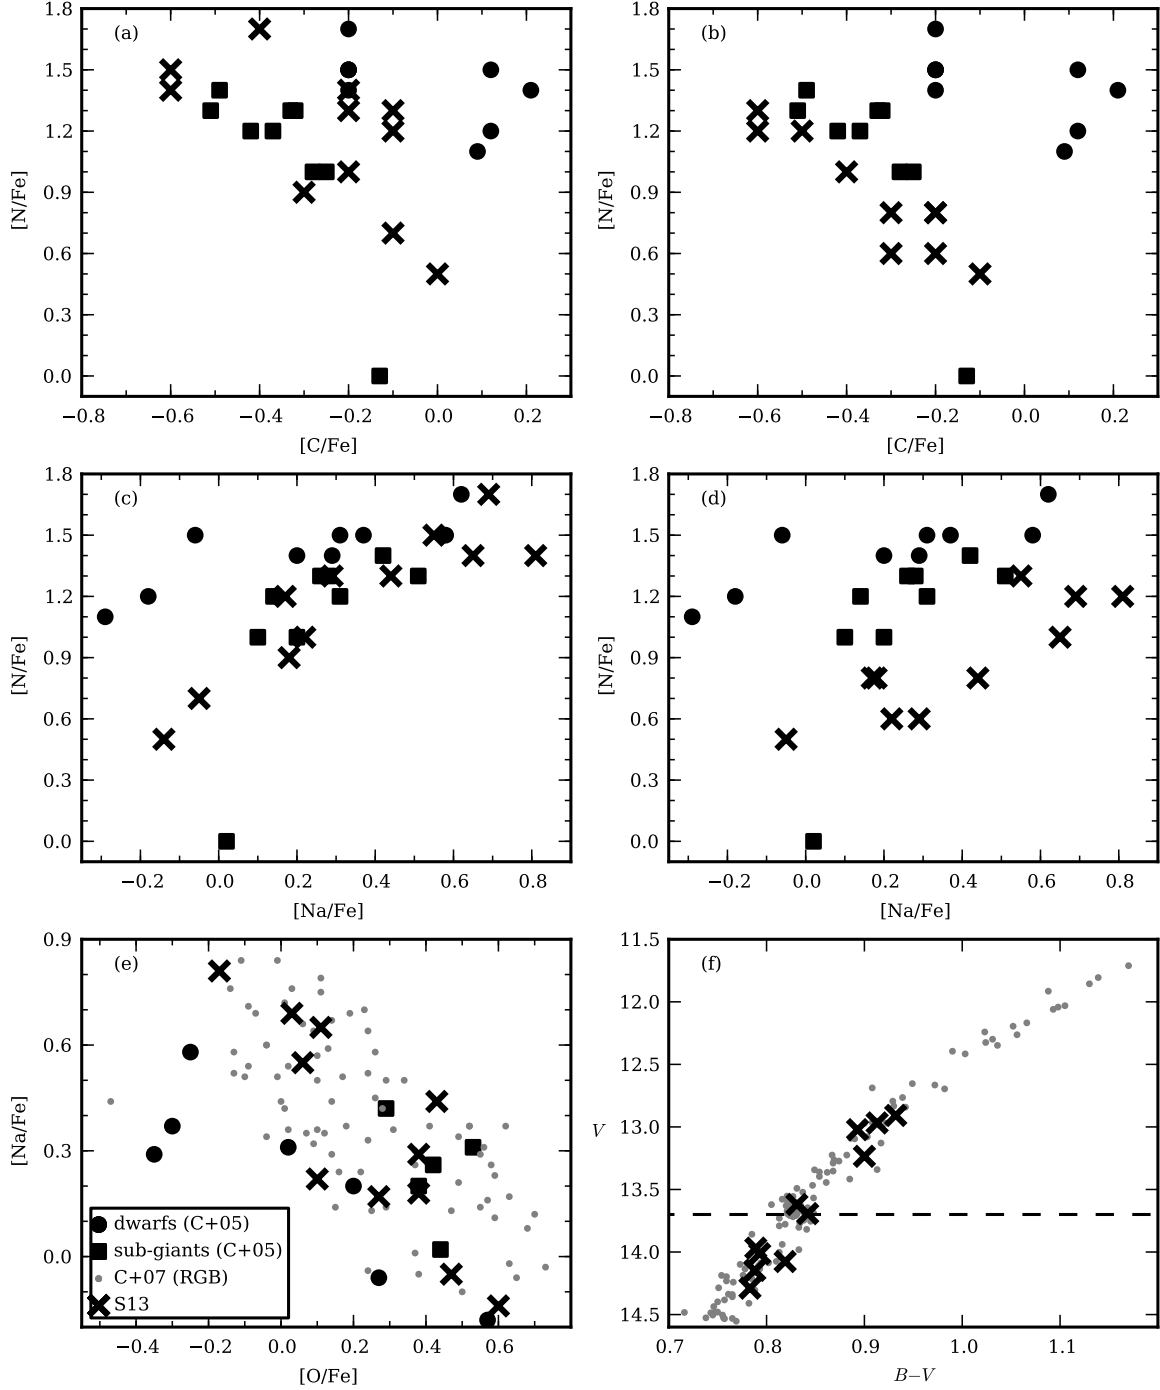 1.8
1.5
1.2
0.9
0.6
0.3
0.0
[N/Fe]
(a)
−0.8 −0.6 −0.4 −0.2 0.0 0.2
[C/Fe]
1.8
1.5
1.2
0.9
0.6
0.3
0.0
[N/Fe]
(b)
−0.8 −0.6 −0.4 −0.2 0.0 0.2
[C/Fe]
1.8
1.5
1.2
0.9
0.6
0.3
0.0
[N/Fe]
(c)
−0.2 0.0 0.2 0.4 0.6 0.8
[Na/Fe]
1.8
1.5
1.2
0.9
0.6
0.3
0.0
[N/Fe]
(d)
−0.2 0.0 0.2 0.4 0.6 0.8
[Na/Fe]
0.9
0.6
0.3
0.0
[Na/Fe]
(e)
dwarfs (C+05)
sub-giants (C+05)
C+07 (RGB)
S13
−0.4 −0.2 0.0 0.2 0.4 0.6
[O/Fe]
11.5
12.0
12.5
13.0
13.5
14.0
14.5
V
(f)
0.7 0.8 0.9 1.0 1.1
B−V